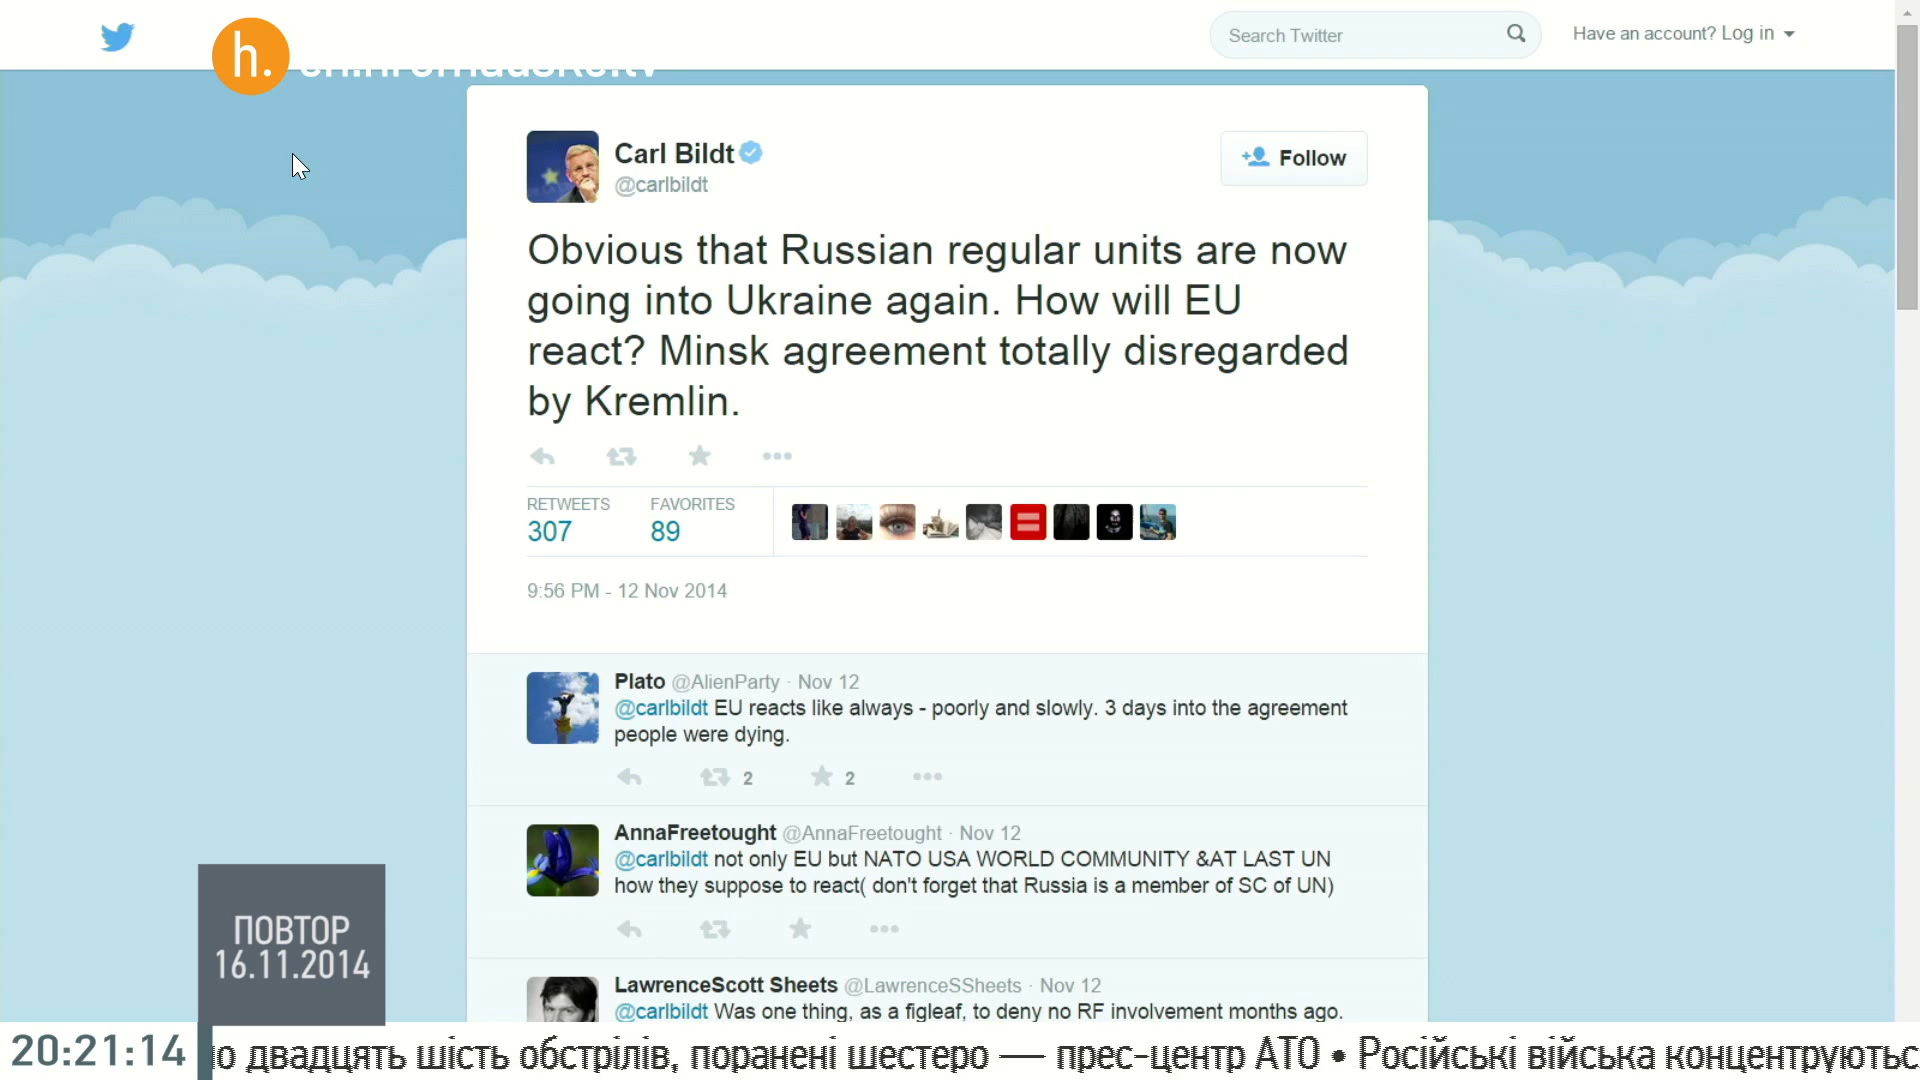 Search Twitter
Have an account? Log in
h.
Carl Bildt
@carlbildt
Follow
Obvious that Russian regular units are now
going into Ukraine again. How will EU
react? Minsk agreement totally disregarded
by Kremlin.
RETWEETS FAVORITES
307 89
9:56 PM - 12 Nov 2014
Plato @AlienParty · Nov 12
@carlbildt EU reacts like always - poorly and slowly. 3 days into the agreement
people were dying.
2 2
AnnaFreetought @AnnaFreetought · Nov 12
@carlbildt not only EU but NATO USA WORLD COMMUNITY &AT LAST UN
how they suppose to react( don't forget that Russia is a member of SC of UN)
LawrenceScott Sheets @LawrenceSSheets · Nov 12
@carlbildt Was one thing, as a figleaf, to deny no RF involvement months ago.
ПОВТОР
16.11.2014
20:21:14
двадцять шість обстрілів, поранені шестеро — прес-центр АТО • Російські війська концентруютьс